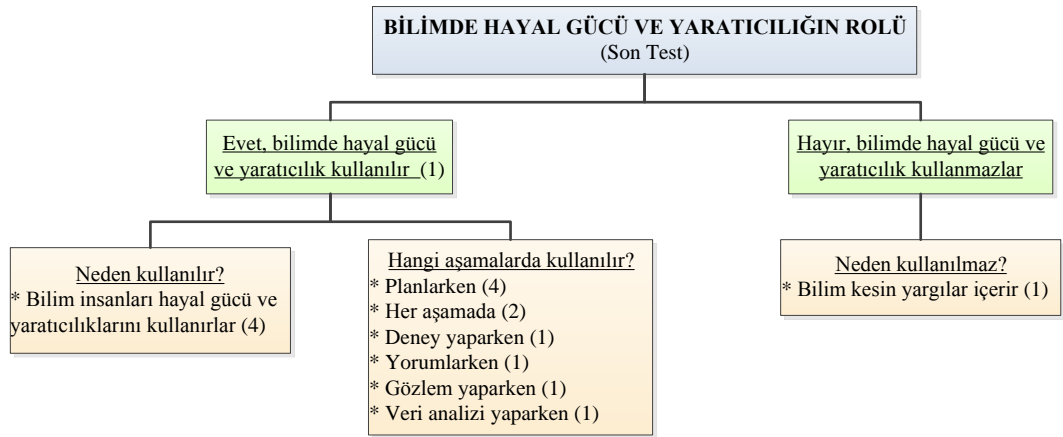 BİLİMDE HAYAL GÜCÜ VE YARATICILIĞIN ROLÜ
(Son Test)
Evet, bilimde hayal gücü
ve yaratıcılık kullanılır (1)
Hayır, bilimde hayal gücü ve
yaratıcılık kullanmazlar
Neden kullanılır?
* Bilim insanları hayal gücü ve
yaratıcılıklarını kullanırlar (4)
Hangi aşamalarda kullanılır?
* Planlarken (4)
* Her aşamada (2)
* Deney yaparken (1)
* Yorumlarken (1)
* Gözlem yaparken (1)
* Veri analizi yaparken (1)
Neden kullanılmaz?
* Bilim kesin yargılar içerir (1)